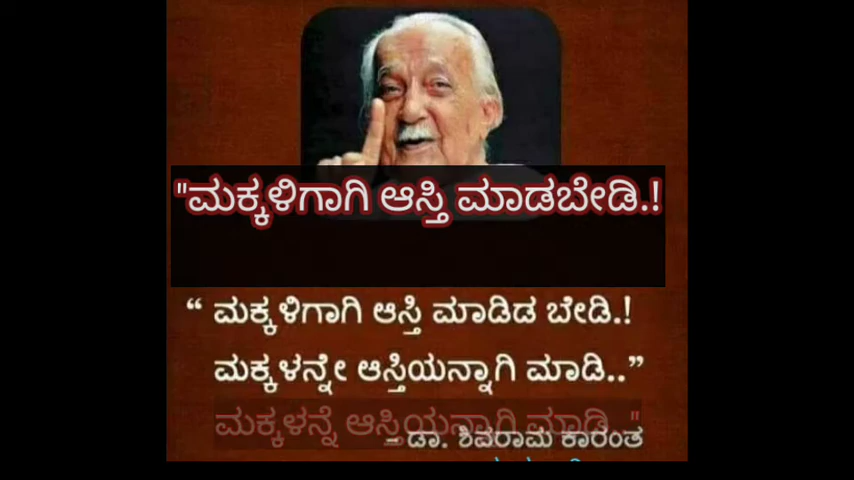 "ಮಕ್ಕಳಿಗಾಗಿ ಆಸ್ತಿ ಮಾಡಬೇಡಿ.!
“ ಮಕ್ಕಳಿಗಾಗಿ ಆಸ್ತಿ ಮಾಡಿಡ ಬೇಡಿ.!
ಮಕ್ಕಳನ್ನೇ ಆಸ್ತಿಯನ್ನಾಗಿ ಮಾಡಿ..”
ಮಕ್ಕಳನ್ನೆ ಆಸ್ತಿಯನ್ನಾಗಿ ಮಾಡಿ.."
– ಡಾ. ಶಿವರಾಮ ಕಾರಂತ